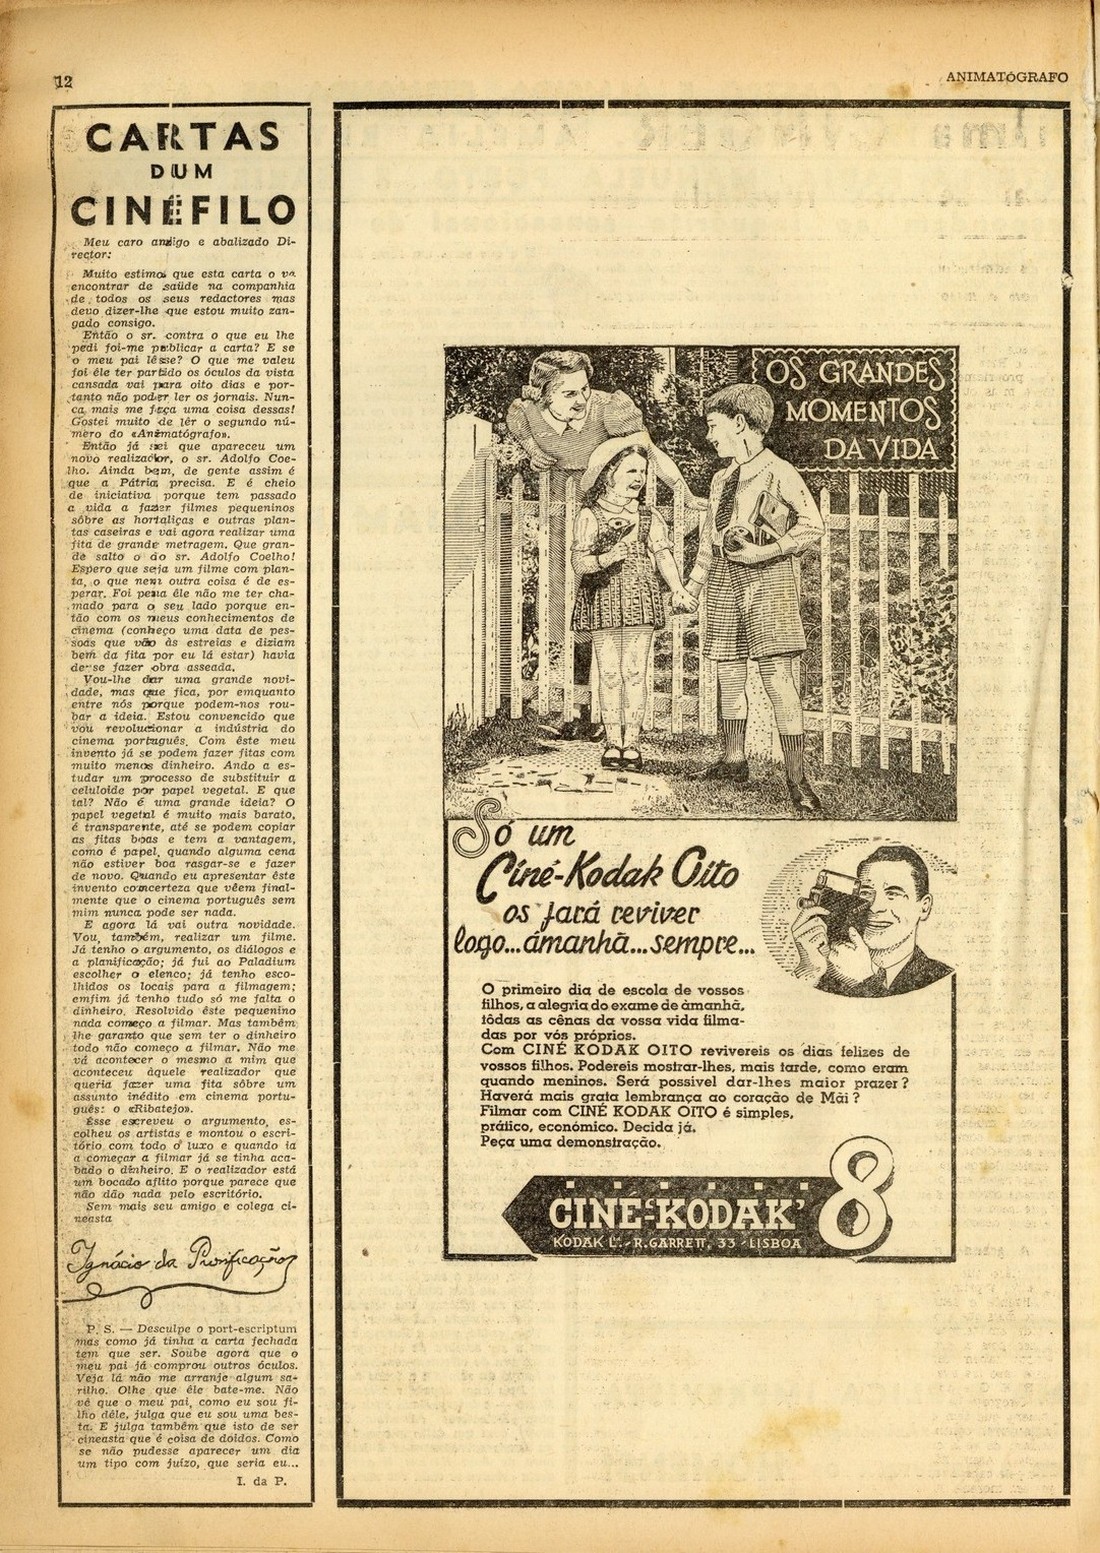 12
ANIMATÓGRAFO
CARTAS
DUM
CINÉFILO
Meu caro amigo e abalizado Di-
rector:
Muito estimo que esta carta o vá
encontrar de saüde na companhia
de todos os seus redactores mas
devo dizer-lhe que estou muito zan-
gado consigo.
Então o sr. contra o que eu lhe
pedi foi-me publicar a carta? E se
o meu pai lêsse? O que me valeu
foi êle ter partido os óculos da vista
cansada vai para oito dias e por-
tanto não poder ler os jornais. Nun-
ca mais me faça uma coisa dessas!
Gostei muito de lêr o segundo nú-
mero do «Animatógrafo».
Então já sei que apareceu um
novo realizador, o sr. Adolfo Coe-
lho. Ainda bem, de gente assim é
que a Pátria precisa. E é cheio
de iniciativa porque tem passado
a vida a fazer filmes pequeninos
sôbre as hortaliças e outras plan-
tas caseiras e vai agora realizar uma
fita de grande metragem. Que gran-
de salto o do sr. Adolfo Coelho!
Espero que seja um filme com plan-
ta, o que nem outra coisa é de es-
perar. Foi pena êle não me ter cha-
mado para o seu lado porque en-
tão com os meus conhecimentos de
cinema (conheço uma data de pes-
soas que vão às estreias e diziam
bem da fita por eu lá estar) havia
de se fazer obra asseada.
Vou-lhe dar uma grande novi-
dade, mas que fica, por emquanto
entre nós porque podem-nos rou-
bar a ideia. Estou convencido que
vou revolucionar a indústria do
cinema português. Com êste meu
invento já se podem fazer fitas com
muito menos dinheiro. Ando a es-
tudar um processo de substituir a
celuloide por papel vegetal. E que
tal? Não é uma grande ideia? O
papel vegetal é muito mais barato,
é transparente, até se podem copiar
as fitas boas e tem a vantagem,
como é papel, quando alguma cena
não estiver boa rasgar-se e fazer
de novo. Quando eu apresentar êste
invento concerteza que vêem final-
mente que o cinema português sem
mim nunca pode ser nada.
E agora lá vai outra novidade.
Vou, também, realizar um filme.
Já tenho o argumento, os diálogos e
a planificação; já fui ao Paladium
escolher o elenco; já tenho esco-
lhidos os locais para a filmagem;
emfim já tenho tudo só me falta o
dinheiro. Resolvido êste pequenino
nada começo a filmar. Mas também
lhe garanto que sem ter o dinheiro
todo não começo a filmar. Não me
vá acontecer o mesmo a mim que
aconteceu àquele realizador que
queria fazer uma fita sôbre um
assunto inédito em cinema portu-
guês: o «Ribatejo».
Êsse escreveu o argumento, es-
colheu os artistas e montou o escri-
tório com todo o luxo e quando ia
a começar a filmar já se tinha aca-
bado o dinheiro. E o realizador está
um bocado aflito porque parece que
não dão nada pelo escritório.
Sem mais seu amigo e colega ci-
neasta
Ignácio da Purificação
P. S. — Desculpe o port-escriptum
mas como já tinha a carta fechada
tem que ser. Soube agora que o
meu pai já comprou outros óculos.
Veja lá não me arranje algum sa-
rilho. Olhe que êle bate-me. Não
vê que o meu pai, como eu sou fi-
lho dêle, julga que eu sou uma bes-
ta. E julga também que isto de ser
cineasta que é coisa de doidos. Como
se não pudesse aparecer um dia
um tipo com juízo, que seria eu...
I. da P.
OS GRANDES
MOMENTOS
DA VIDA
Só um
Ciné-Kodak Oito
os fará reviver
logo...ámanhã...sempre...
O primeiro dia de escola de vossos
filhos, a alegria do exame de àmanhã,
tôdas as cênas da vossa vida filma-
das por vós próprios.
Com CINÉ KODAK OITO revivereis os dias felizes de
vossos filhos. Podereis mostrar-lhes, mais tarde, como eram
quando meninos. Será possivel dar-lhes maior prazer?
Haverá mais grata lembrança ao coração de Mãi?
Filmar com CINÉ KODAK OITO é simples,
prático, económico. Decida já.
Peça uma demonstração.
CINÉ-'KODAK' 8
KODAK Lᴰ.-R. GARRETT, 33 - LISBOA